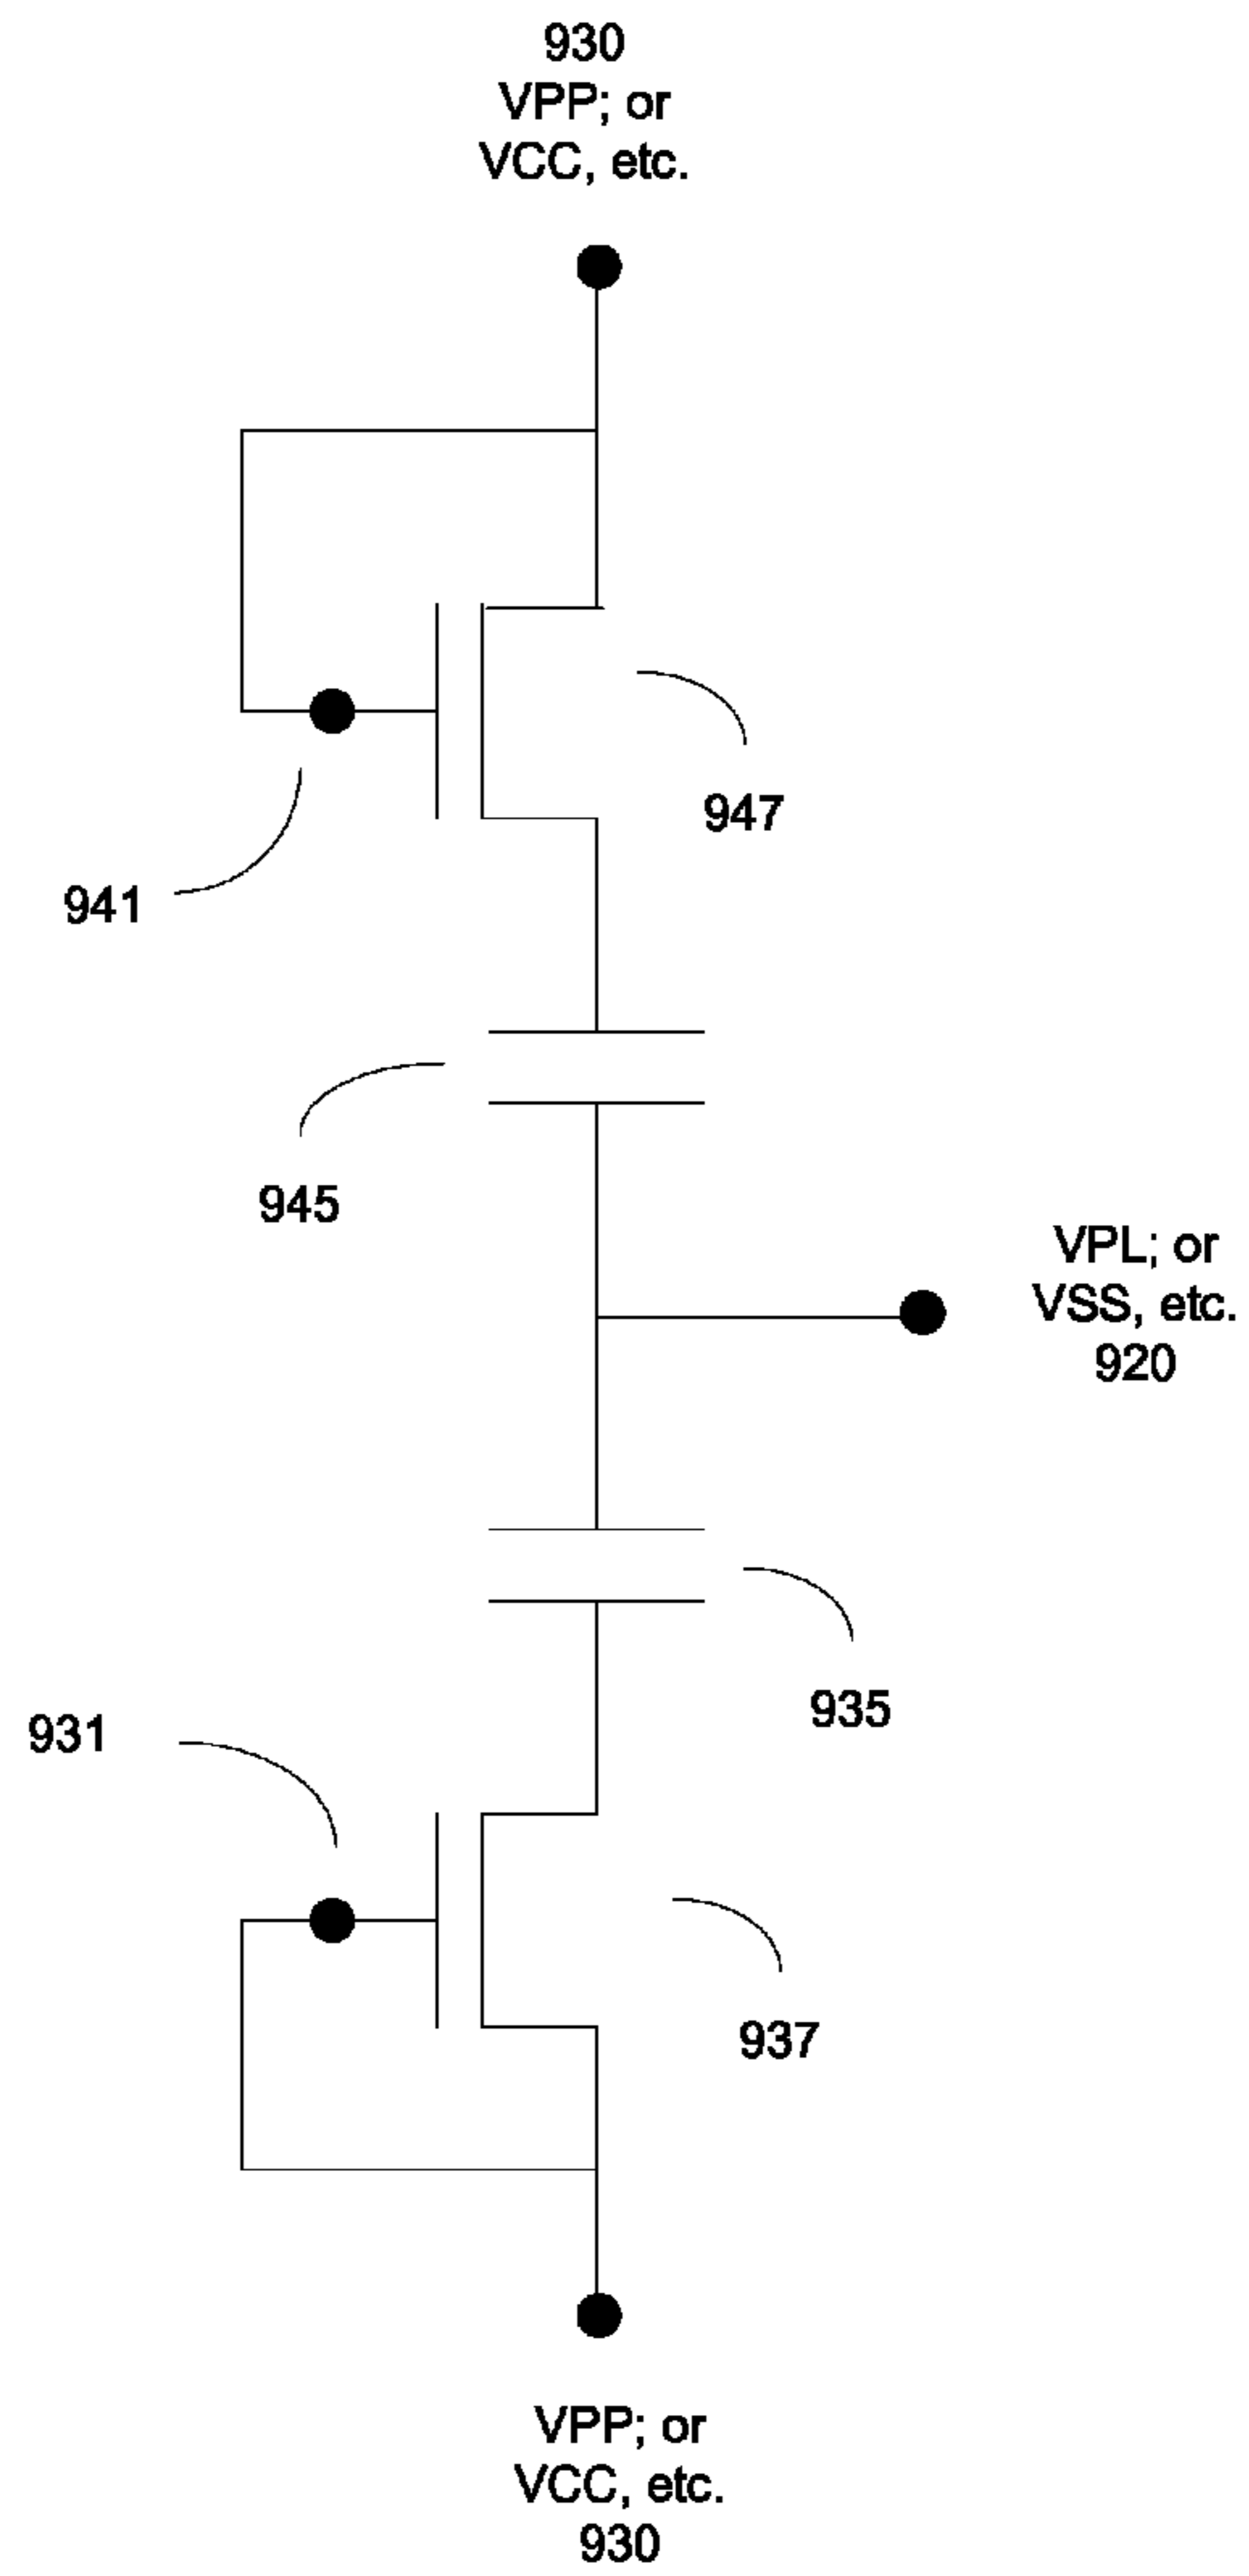 930
VPP; or
VCC, etc.
947
941
945
VPL; or
VSS, etc.
920
935
931
937
VPP; or
VCC, etc.
930